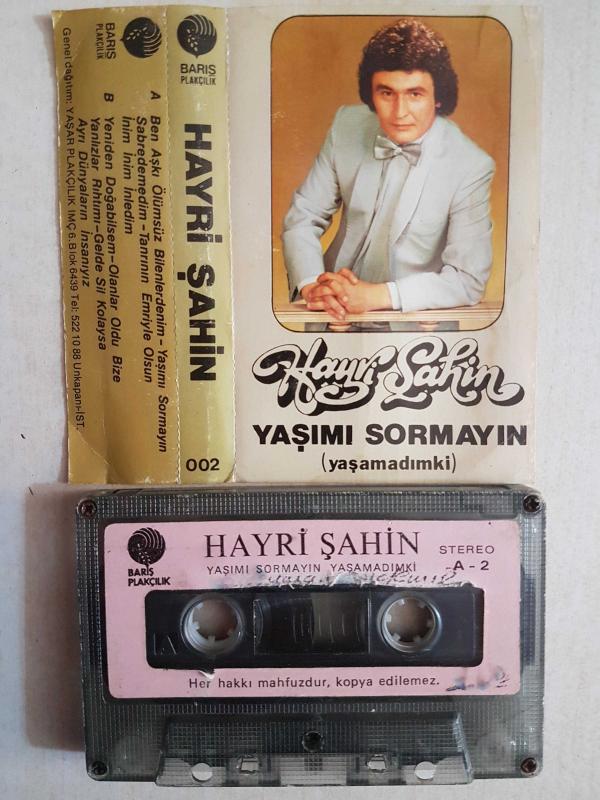 BARIŞ
PLAKÇILIK
HAYRİ ŞAHİN
002
BARIŞ
PLAKÇILIK
A Ben Aşkı Ölümsüz Bilenlerdenim-Yaşımı Sormayın
Sabredemedim-Tanrının Emriyle Olsun
İnim İnim İnledim
B Yeniden Doğabilsem-Olanlar Oldu Bize
Yanlızlar Rıhtımı-Gelde Sil Kolaysa
Ayrı Dünyaların İnsanıyız
Genel dağıtım: YAŞAR PLAKÇILIK İMÇ 6. Blok 6439 Tel: 522 10 88 Unkapanı-İST.
Hayri Şahin
YAŞIMI SORMAYIN
(yaşamadımki)
BARIŞ
PLAKÇILIK
HAYRİ ŞAHİN
STEREO
YAŞIMI SORMAYIN YAŞAMADIMKİ
A-2
Her hakkı mahfuzdur, kopya edilemez.